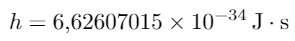 h = 6,62607015 × 10⁻³⁴ J · s